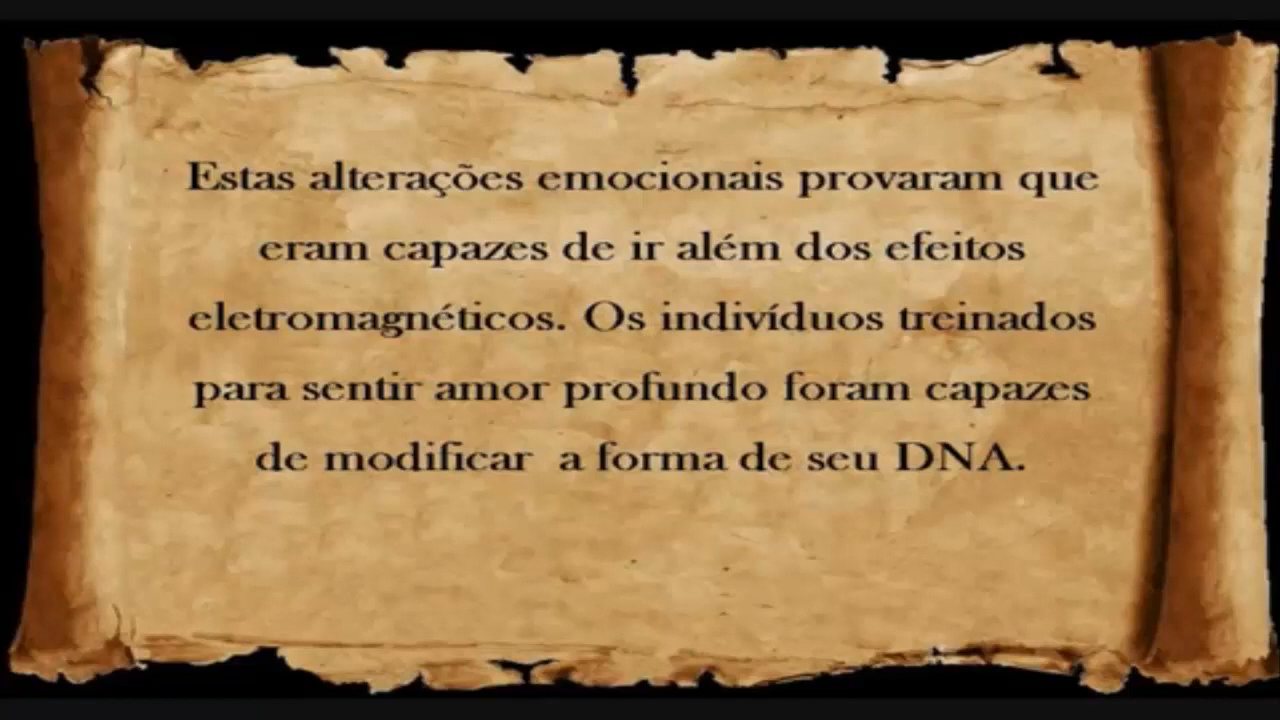 Estas alterações emocionais provaram que
eram capazes de ir além dos efeitos
eletromagnéticos. Os indivíduos treinados
para sentir amor profundo foram capazes
de modificar a forma de seu DNA.